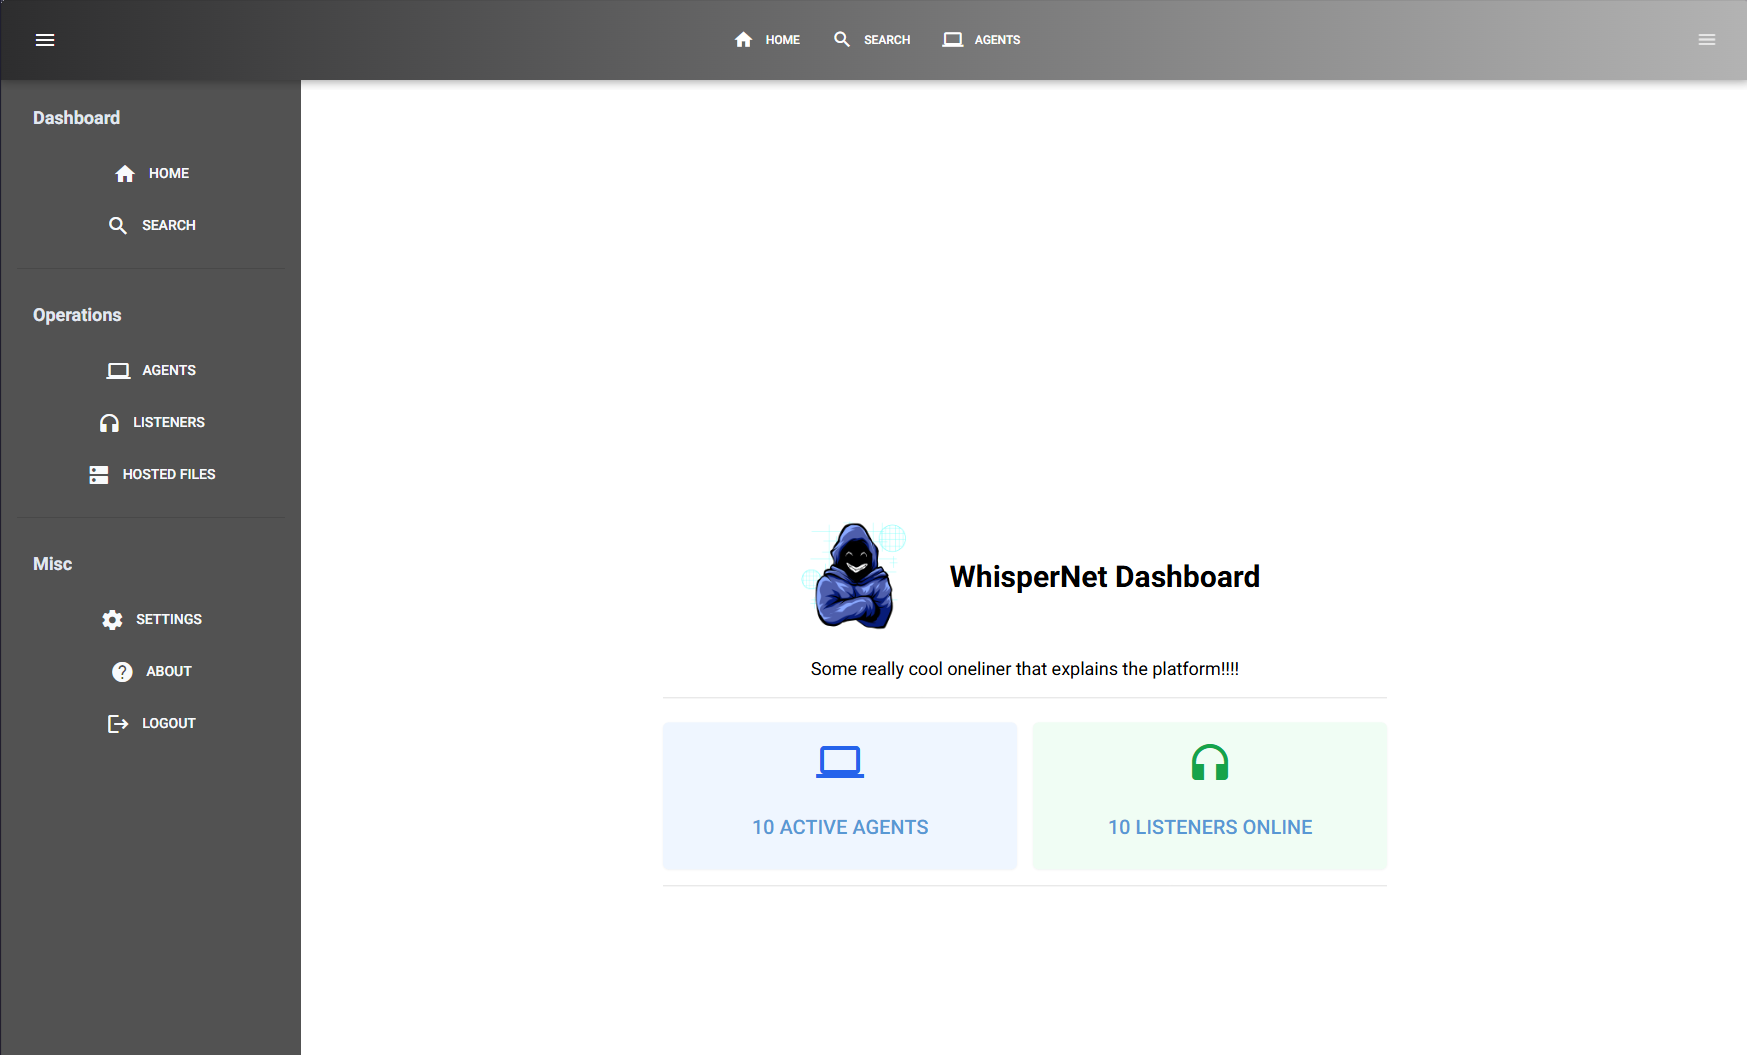 HOME
SEARCH
AGENTS
Dashboard
HOME
SEARCH
Operations
AGENTS
LISTENERS
HOSTED FILES
Misc
SETTINGS
ABOUT
LOGOUT
WhisperNet Dashboard
Some really cool oneliner that explains the platform!!!!
10 ACTIVE AGENTS
10 LISTENERS ONLINE